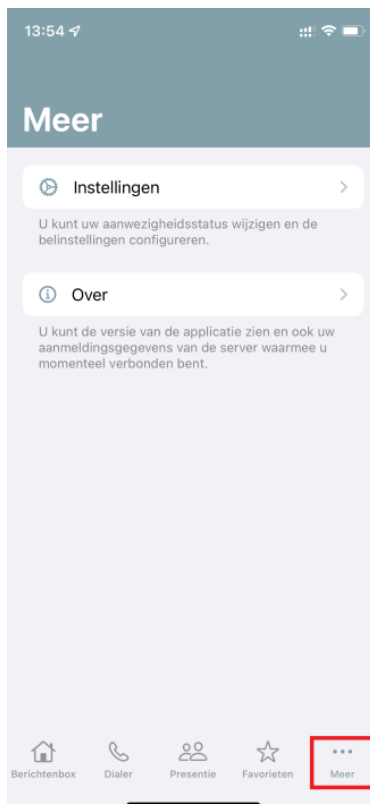 13:54
Meer
Instellingen
U kunt uw aanwezigheidsstatus wijzigen en de
belinstellingen configureren.
Over
U kunt de versie van de applicatie zien en ook uw
aanmeldingsgegevens van de server waarmee u
momenteel verbonden bent.
Berichtenbox Dialer Presentie Favorieten Meer